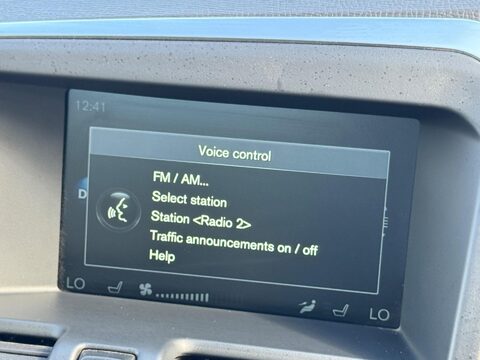 12:41
Voice control
FM / AM...
Select station
Station <Radio 2>
Traffic announcements on / off
Help
LO LO